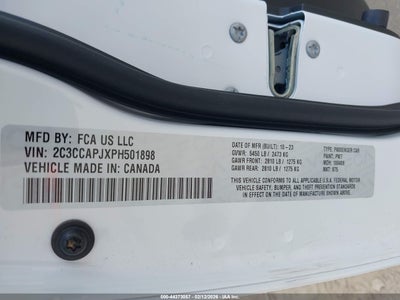 MFD BY: FCA US LLC
VIN: 2C3CCAPJXPH501898
VEHICLE MADE IN: CANADA
DATE OF MFR (BUILT): 10-23
GVWR: 5450 LB / 2473 KG
GAWR FRONT: 2810 LB / 1275 KG
GAWR REAR: 2810 LB / 1275 KG
TYPE: PASSENGER CAR
PAINT: PW7
THIS VEHICLE CONFORMS TO ALL APPLICABLE U.S.A. FEDERAL MOTOR
VEHICLE SAFETY, BUMPER, AND THEFT PREVENTION STANDARDS IN EFFECT
ON THE DATE OF MANUFACTURE SHOWN ABOVE.